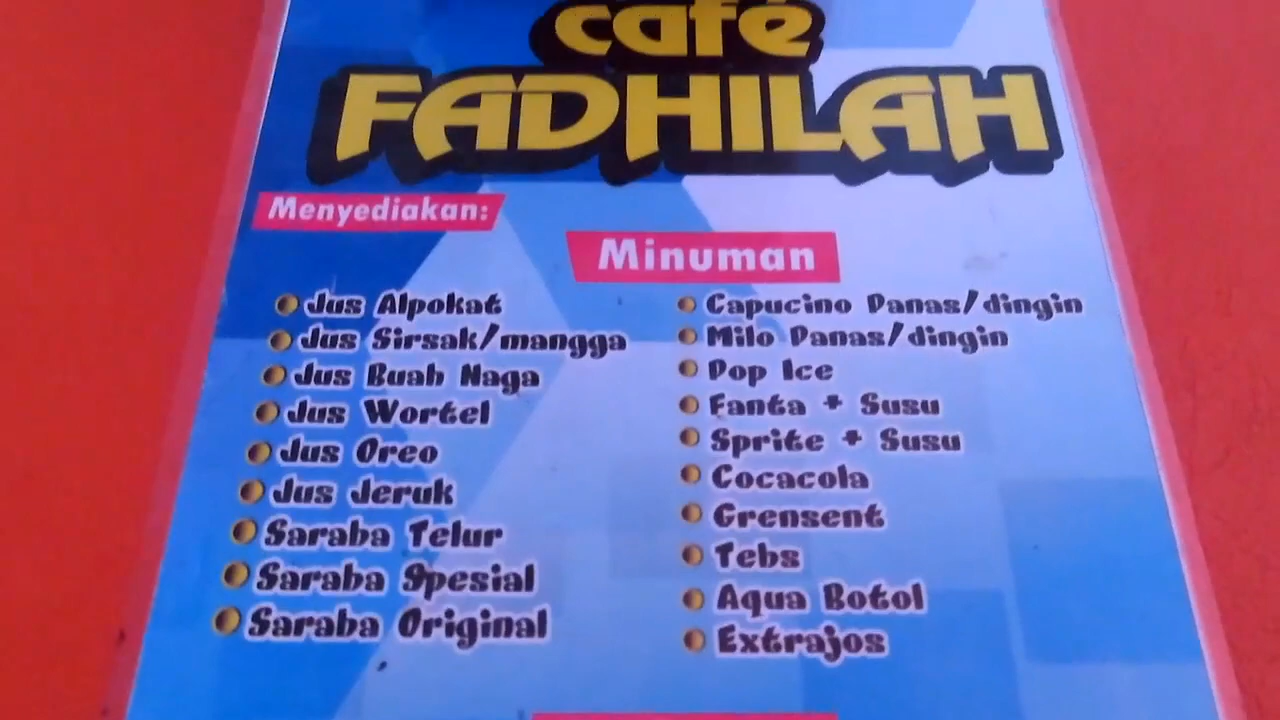 café
FADHILAH
Menyediakan:
Minuman
Jus Alpokat
Jus Sirsak/mangga
Jus Buah Naga
Jus Wortel
Jus Oreo
Jus Jeruk
Saraba Telur
Saraba Spesial
Saraba Original
Capucino Panas/dingin
Milo Panas/dingin
Pop Ice
Fanta + Susu
Sprite + Susu
Cocacola
Grensent
Tebs
Aqua Botol
Extrajos